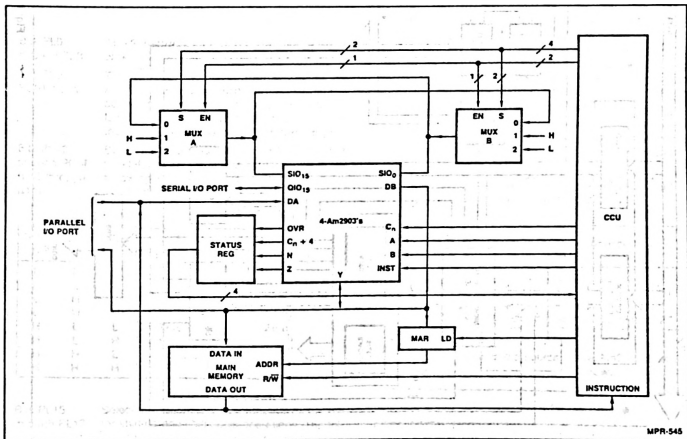 2
4
1
2
1
2
S EN
EN S
0
1
2
MUX
A
H
L
MUX
B
0
1
2
H
L
SIO₁₅
SIO₀
SERIAL I/O PORT
QIO₁₅
DB
DA
4-Am2903's
PARALLEL
I/O PORT
CCU
STATUS
REG
OVR
Cₙ + 4
N
Z
Cₙ
A
B
INST
Y
4
MAR LD
DATA IN
ADDR
MAIN
MEMORY
R/W̅
DATA OUT
INSTRUCTION
MPR-545